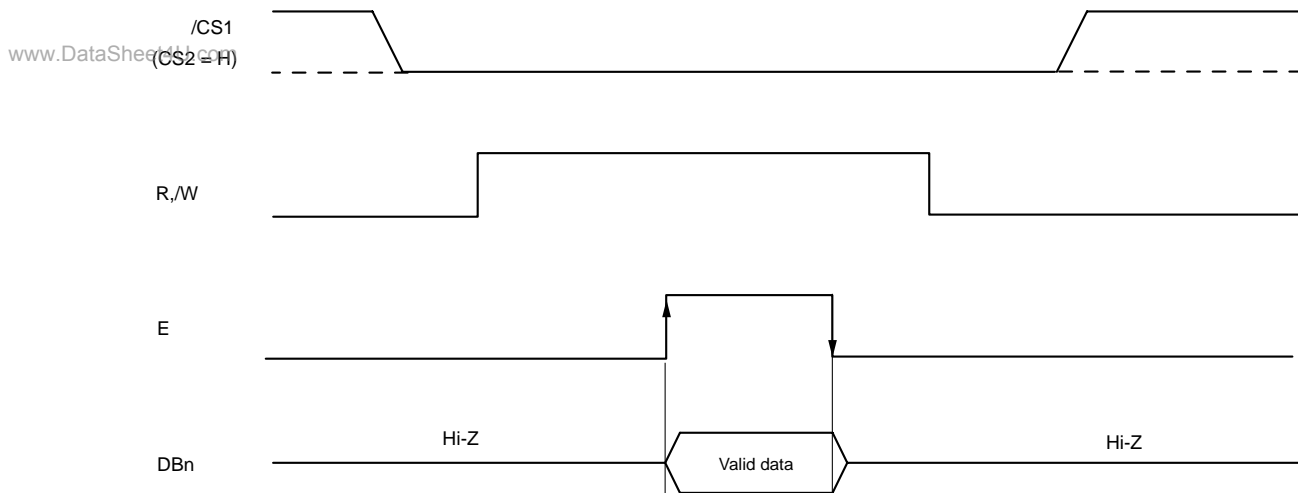 /CS1
www.DataSheet4U.com
(CS2 = H)
R,/W
E
Hi-Z
Hi-Z
DBn
Valid data